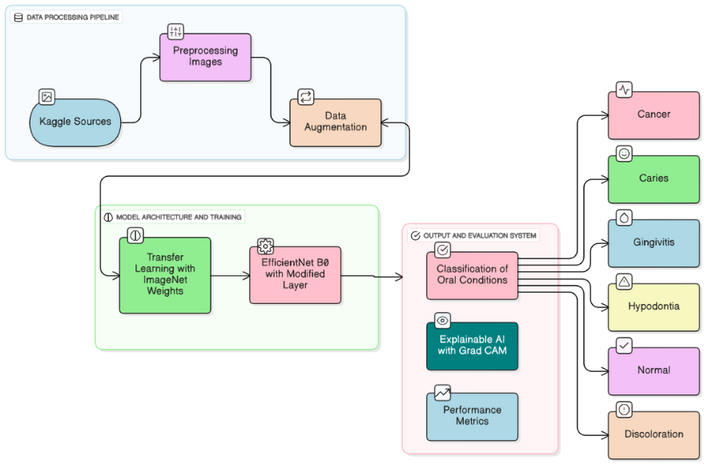 DATA PROCESSING PIPELINE
Preprocessing
Images
Kaggle Sources
Data
Augmentation
MODEL ARCHITECTURE AND TRAINING
Transfer
Learning with
ImageNet
Weights
EfficientNet B0
with Modified
Layer
OUTPUT AND EVALUATION SYSTEM
Classification of
Oral Conditions
Explainable AI
with Grad CAM
Performance
Metrics
Cancer
Caries
Gingivitis
Hypodontia
Normal
Discoloration